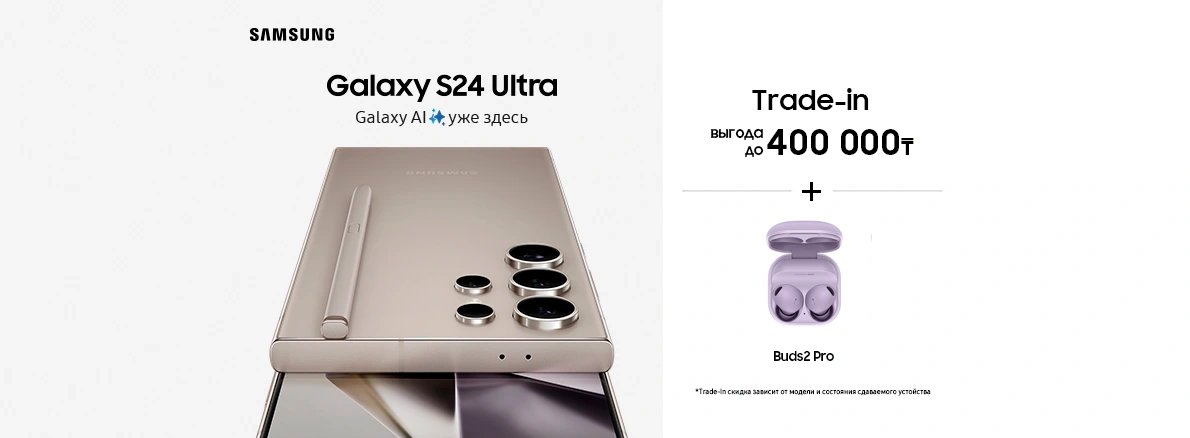 SAMSUNG
Galaxy S24 Ultra
Galaxy AI уже здесь
SAMSUNG
Trade-in
выгода
до
400 000₸
+
Buds2 Pro
*Trade-in скидка зависит от модели и состояния сдаваемого устойства